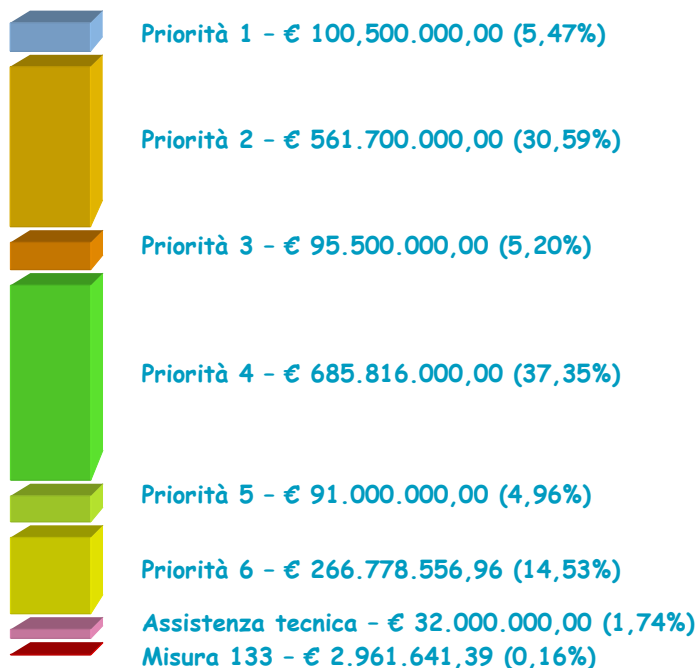 Priorità 1 – € 100,500.000,00 (5,47%)
Priorità 2 – € 561.700.000,00 (30,59%)
Priorità 3 – € 95.500.000,00 (5,20%)
Priorità 4 – € 685.816.000,00 (37,35%)
Priorità 5 – € 91.000.000,00 (4,96%)
Priorità 6 – € 266.778.556,96 (14,53%)
Assistenza tecnica – € 32.000.000,00 (1,74%)
Misura 133 – € 2.961.641,39 (0,16%)